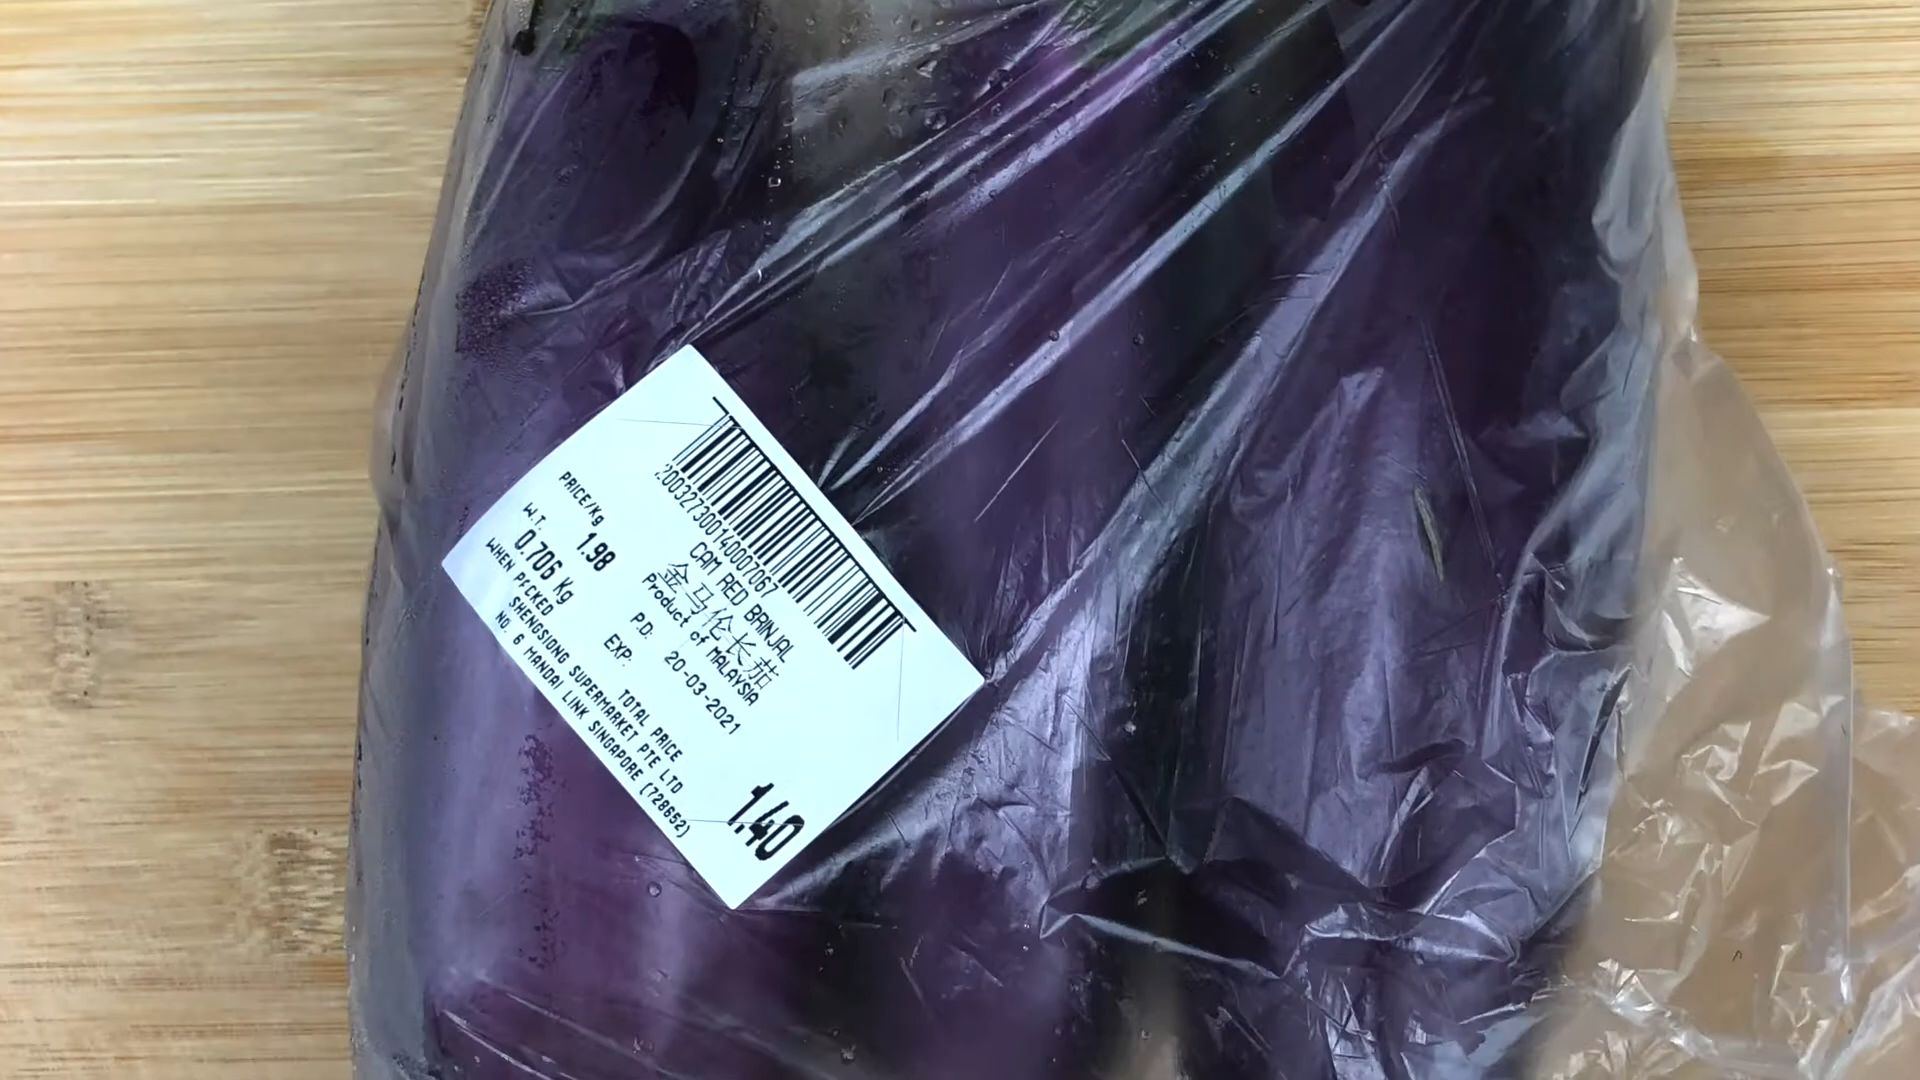 2003273001400070​67
CAM RED BRINJAL
金马伦长茄
Product of MALAYSIA
P.D. 20-03-2021
EXP.
PRICE/Kg
1.98
W.T.
0.706 Kg
WHEN PACKED
TOTAL PRICE
1.40
SHENGSIONG SUPERMARKET PTE LTD
NO. 6 MANDAI LINK SINGAPORE (728652)